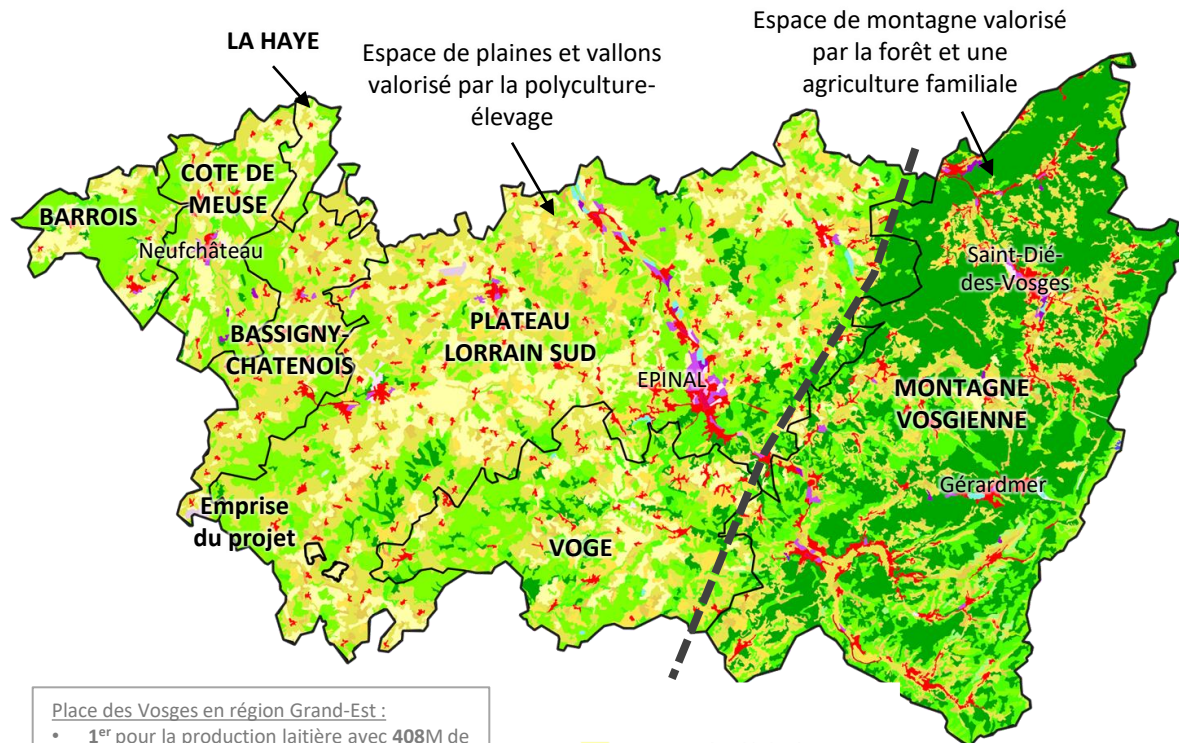 LA HAYE
Espace de plaines et vallons
valorisé par la polyculture-
élevage
Espace de montagne valorisé
par la forêt et une
agriculture familiale
COTE DE
MEUSE
BARROIS
Neufchâteau
BASSIGNY-
CHATENOIS
PLATEAU
LORRAIN SUD
EPINAL
Saint-Dié-
des-Vosges
MONTAGNE
VOSGIENNE
Gérardmer
Emprise
du projet
VOGE
Place des Vosges en région Grand-Est :
• 1er pour la production laitière avec 408M de